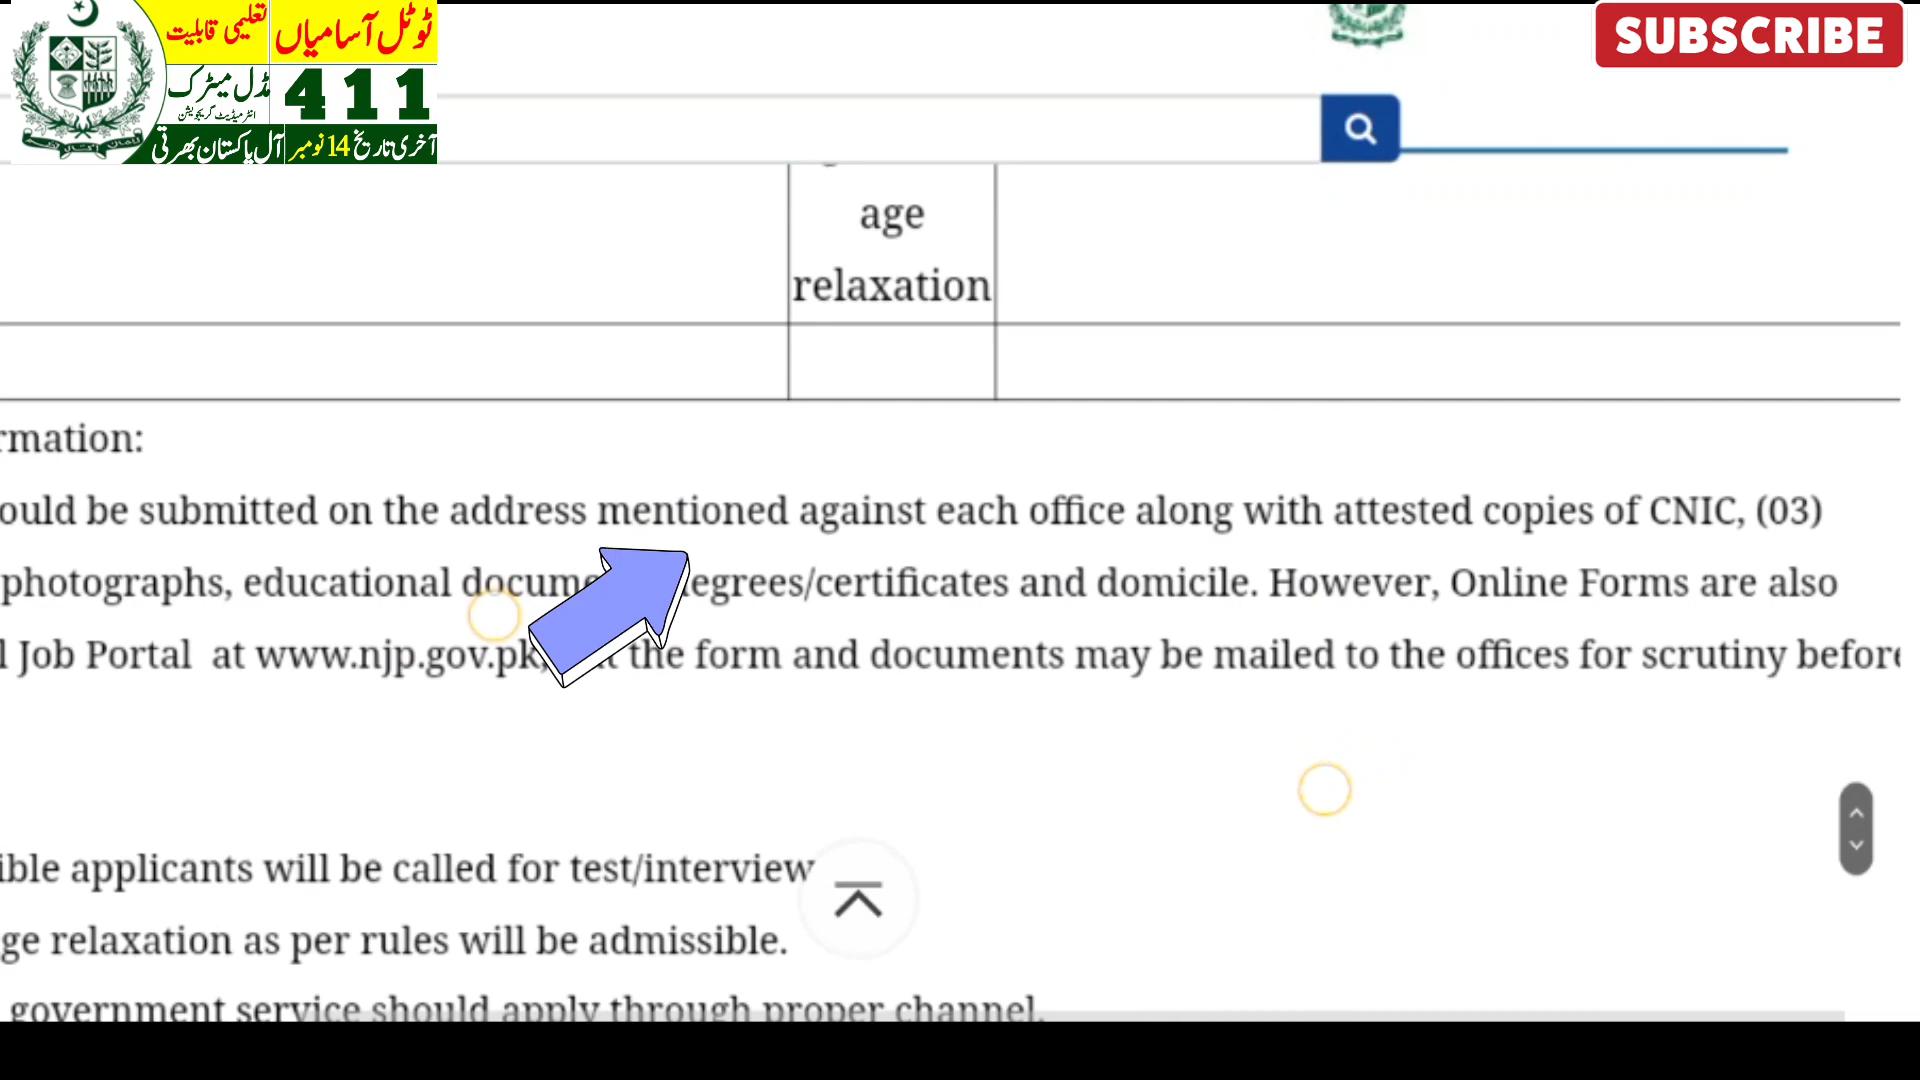 تعلیمی قابلیت
ٹوٹل آسامیاں
مڈل میٹرک
انٹرمیڈیٹ گریجویشن
411
آل پاکستان بھرتی
آخری تاریخ 14 نومبر
SUBSCRIBE
age
relaxation
rmation:
ould be submitted on the address mentioned against each office along with attested copies of CNIC, (03)
photographs, educational docume egrees/certificates and domicile. However, Online Forms are also
l Job Portal at www.njp.gov.pk, the form and documents may be mailed to the offices for scrutiny before
ible applicants will be called for test/interview
ge relaxation as per rules will be admissible.
government service should apply through proper channel.